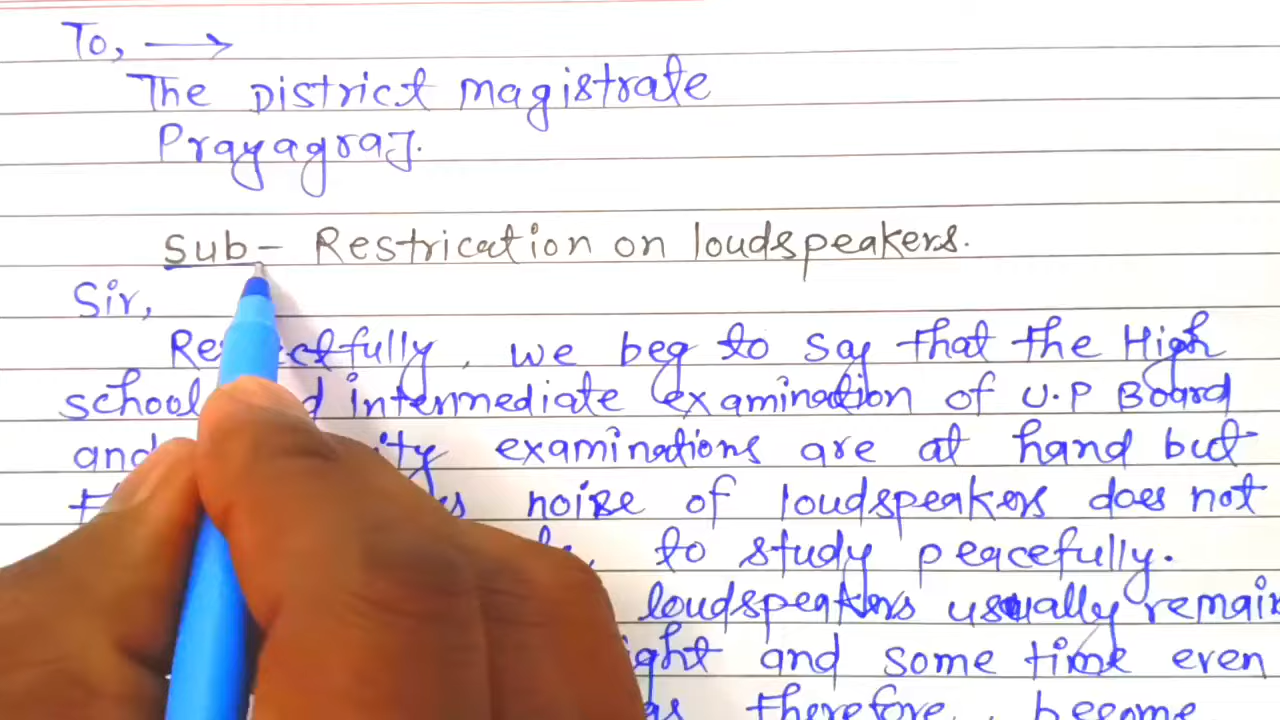 To, →
The District magistrate
Prayagraj.
Sub- Restrication on loudspeakers.
Sir,
we beg to say that the High
school intermediate examination of U.P Board
and examinations are at hand but
noise of loudspeakers does not
to study peacefully.
loudspeakers usually remain
and some time even
therefore, become